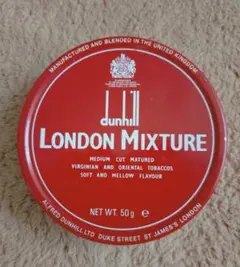 MANUFACTURED AND BLENDED IN THE UNITED KINGDOM
dunhill
LONDON MIXTURE
MEDIUM CUT MATURED
VIRGINIAN AND ORIENTAL TOBACCOS
SOFT AND MELLOW FLAVOUR
NET WT. 50g ℮
ALFRED DUNHILL LTD DUKE STREET ST·JAMES'S LONDON